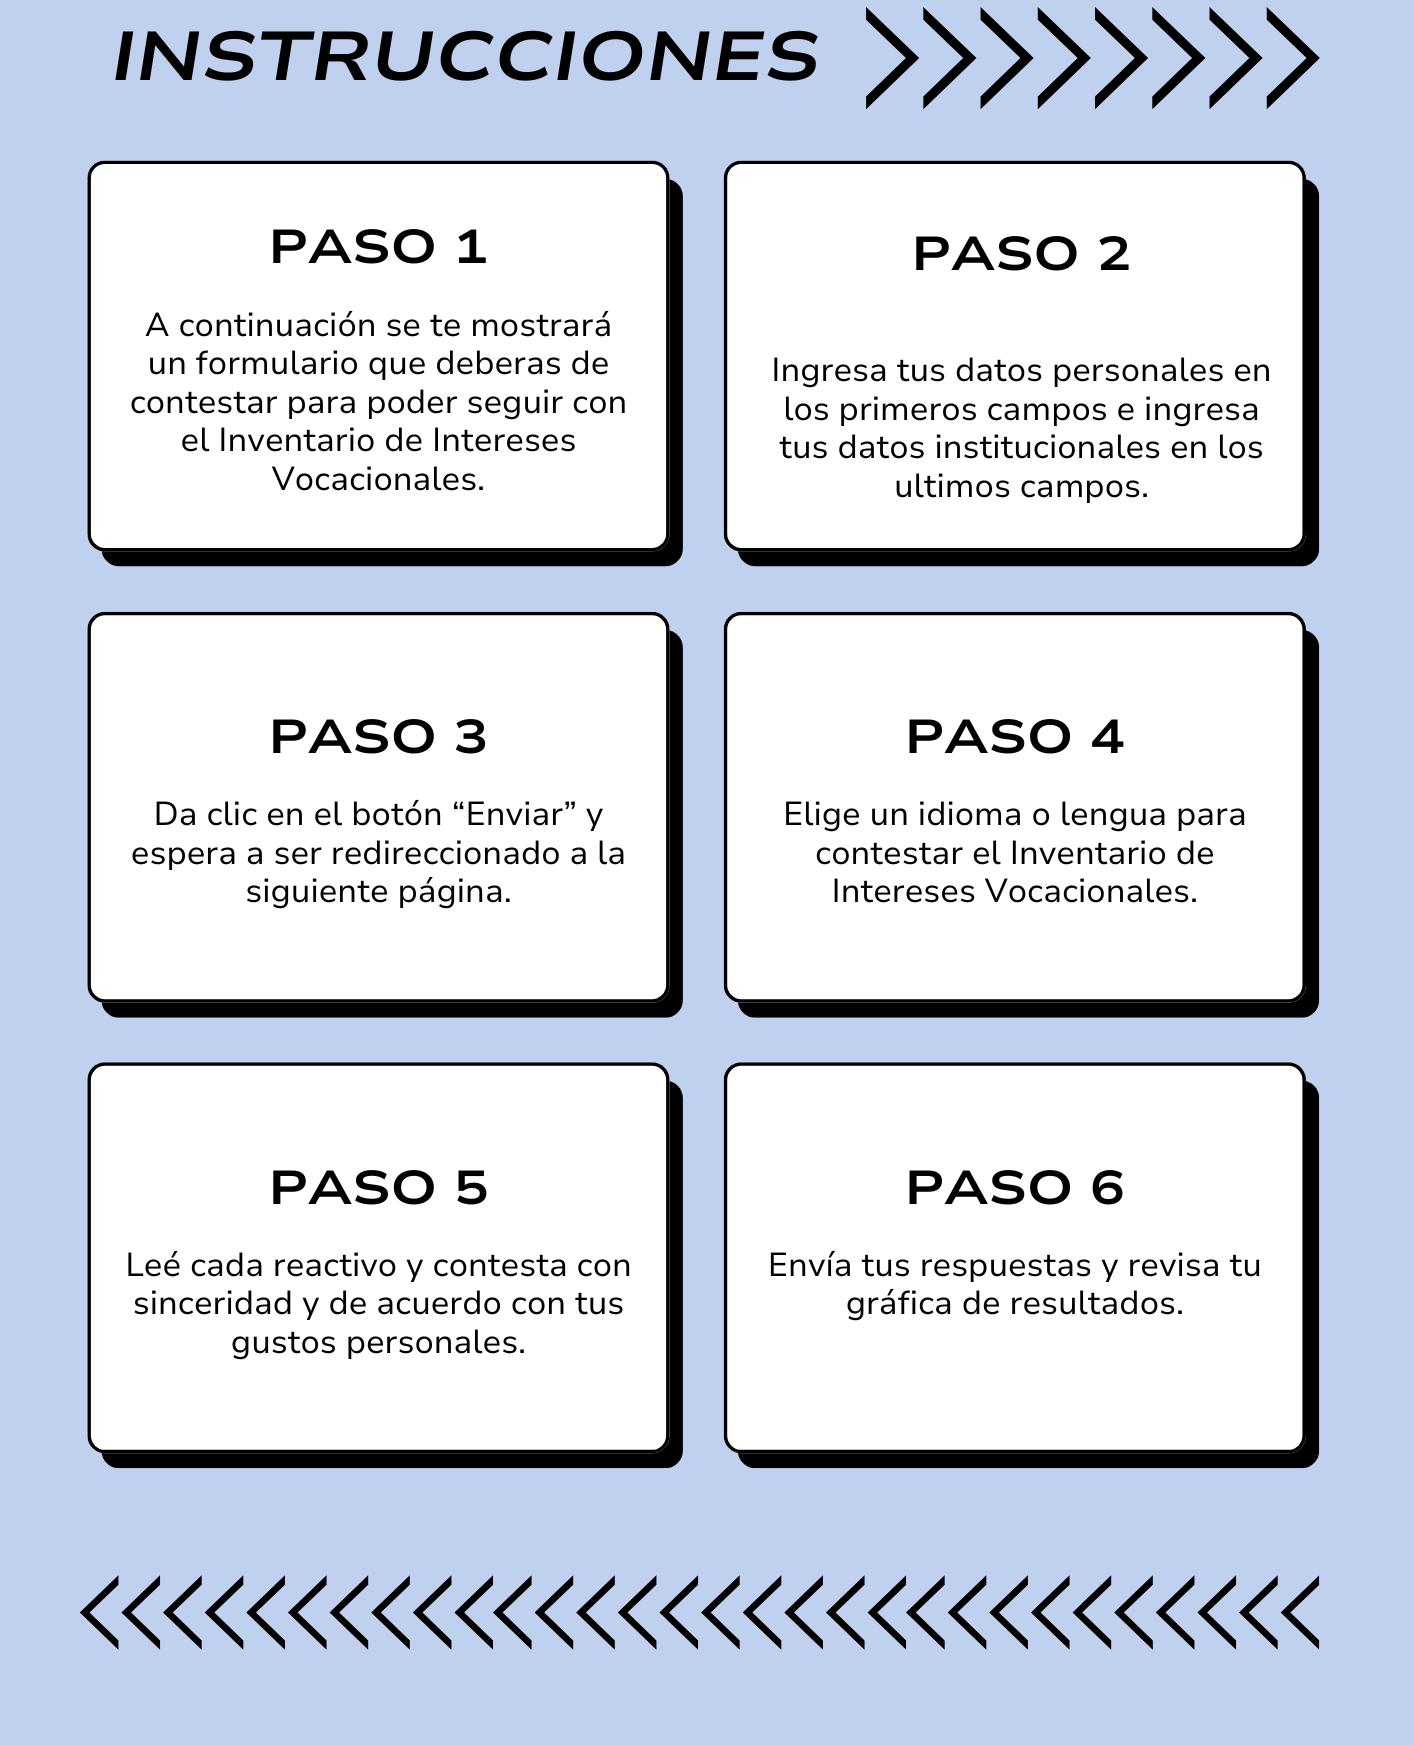 INSTRUCCIONES
PASO 1
A continuación se te mostrará
un formulario que deberas de
contestar para poder seguir con
el Inventario de Intereses
Vocacionales.
PASO 2
Ingresa tus datos personales en
los primeros campos e ingresa
tus datos institucionales en los
ultimos campos.
PASO 3
Da clic en el botón “Enviar” y
espera a ser redireccionado a la
siguiente página.
PASO 4
Elige un idioma o lengua para
contestar el Inventario de
Intereses Vocacionales.
PASO 5
Leé cada reactivo y contesta con
sinceridad y de acuerdo con tus
gustos personales.
PASO 6
Envía tus respuestas y revisa tu
gráfica de resultados.